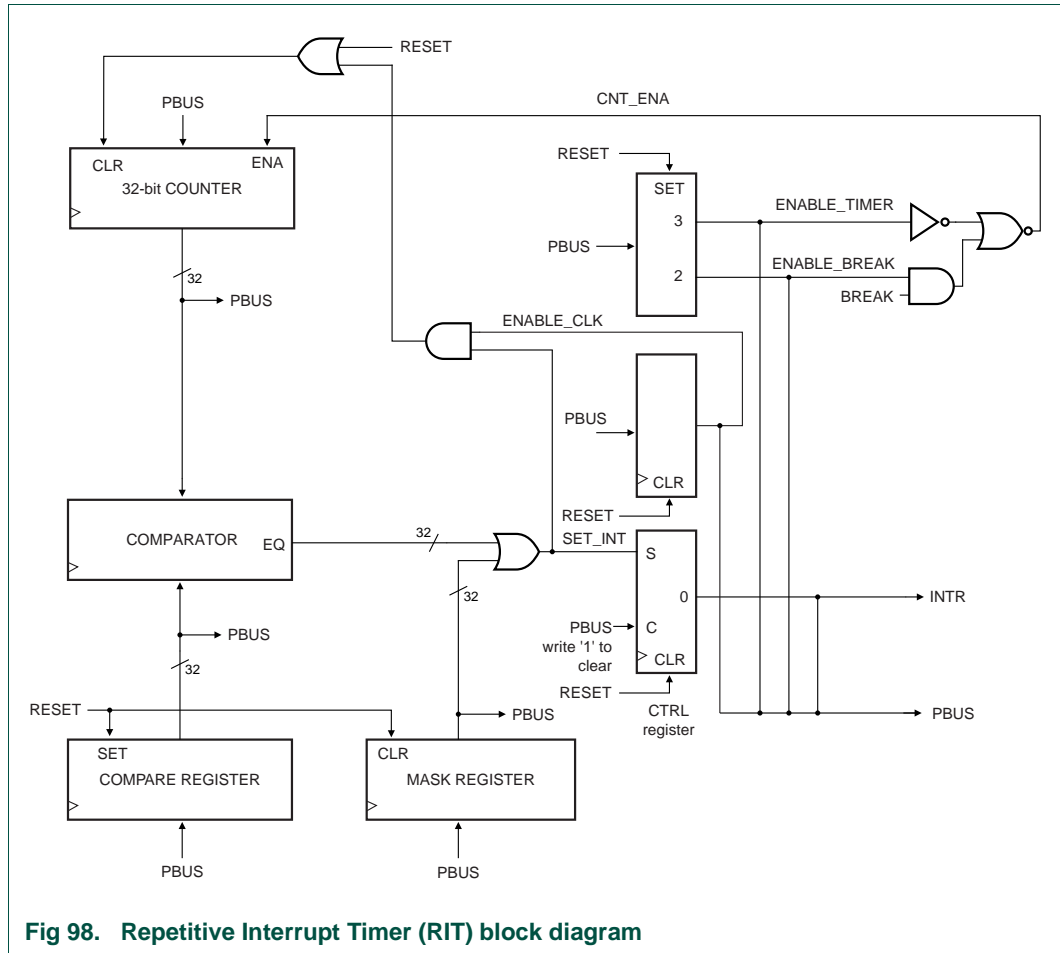 RESET
PBUS
CNT_ENA
CLR
ENA
32-bit COUNTER
RESET
SET
3
ENABLE_TIMER
PBUS
2
ENABLE_BREAK
BREAK
32
PBUS
ENABLE_CLK
PBUS
CLR
RESET
COMPARATOR
EQ
32
SET_INT
S
0
INTR
32
PBUS
C
write '1' to
clear
CLR
PBUS
32
RESET
CTRL
register
RESET
PBUS
PBUS
SET
COMPARE REGISTER
CLR
MASK REGISTER
PBUS
PBUS
Fig 98. Repetitive Interrupt Timer (RIT) block diagram